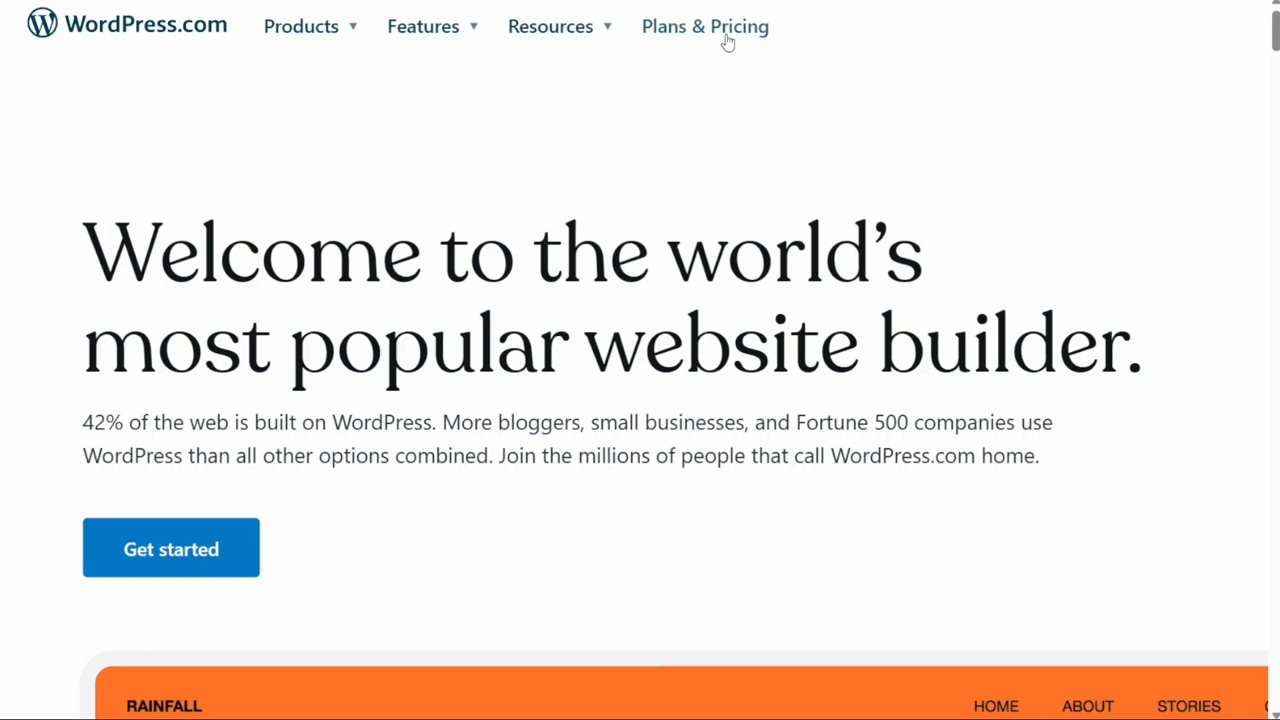 WordPress.com Products ▼ Features ▼ Resources ▼ Plans & Pricing
Welcome to the world’s
most popular website builder.
42% of the web is built on WordPress. More bloggers, small businesses, and Fortune 500 companies use
WordPress than all other options combined. Join the millions of people that call WordPress.com home.
Get started
RAINFALL HOME ABOUT STORIES